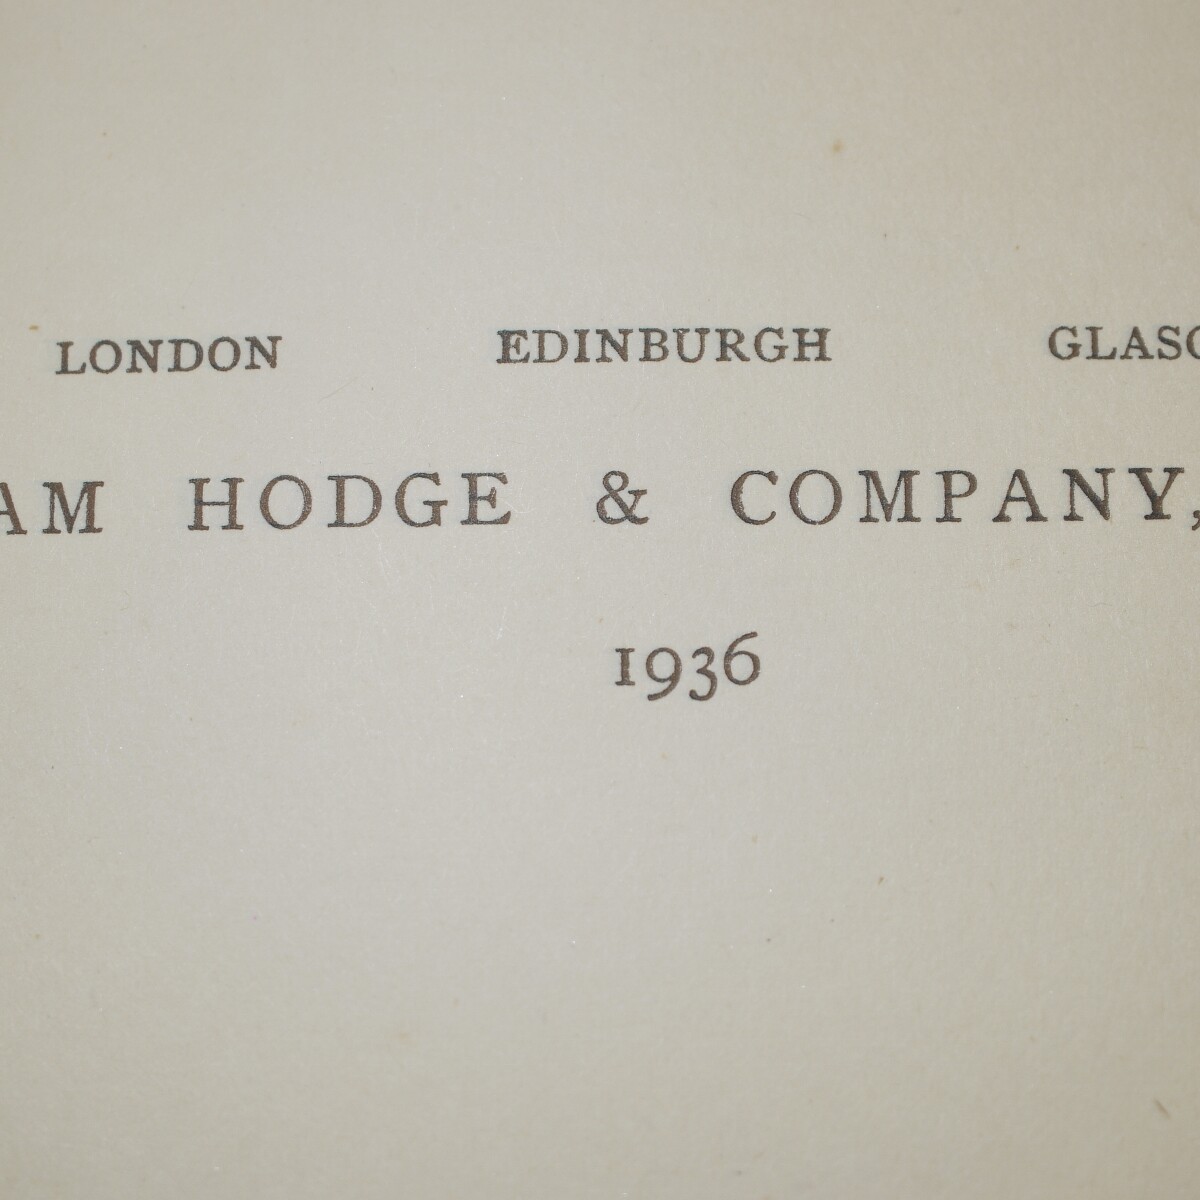 LONDON EDINBURGH GLASG
AM HODGE & COMPANY,
1936